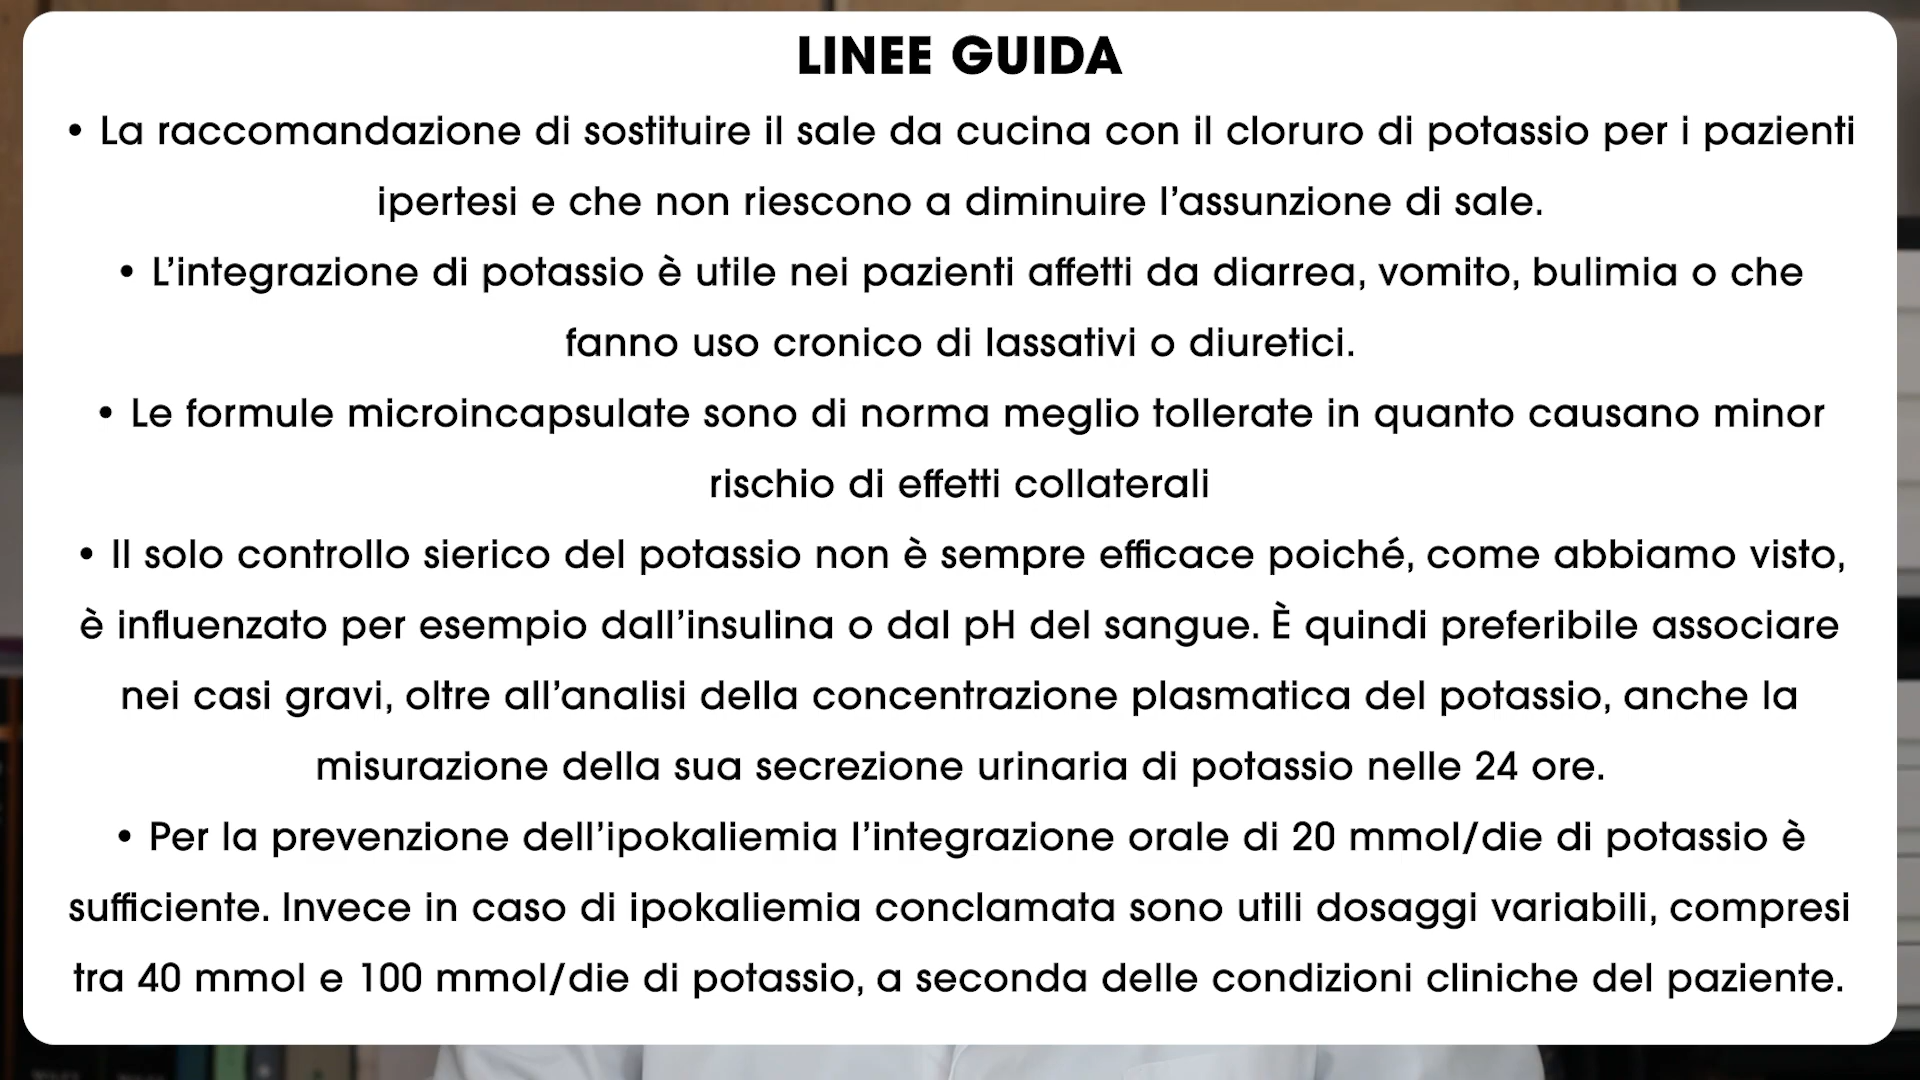 LINEE GUIDA
• La raccomandazione di sostituire il sale da cucina con il cloruro di potassio per i pazienti
ipertesi e che non riescono a diminuire l’assunzione di sale.
• L’integrazione di potassio è utile nei pazienti affetti da diarrea, vomito, bulimia o che
fanno uso cronico di lassativi o diuretici.
• Le formule microincapsulate sono di norma meglio tollerate in quanto causano minor
rischio di effetti collaterali
• Il solo controllo sierico del potassio non è sempre efficace poiché, come abbiamo visto,
è influenzato per esempio dall’insulina o dal pH del sangue. È quindi preferibile associare
nei casi gravi, oltre all’analisi della concentrazione plasmatica del potassio, anche la
misurazione della sua secrezione urinaria di potassio nelle 24 ore.
• Per la prevenzione dell’ipokaliemia l’integrazione orale di 20 mmol/die di potassio è
sufficiente. Invece in caso di ipokaliemia conclamata sono utili dosaggi variabili, compresi
tra 40 mmol e 100 mmol/die di potassio, a seconda delle condizioni cliniche del paziente.